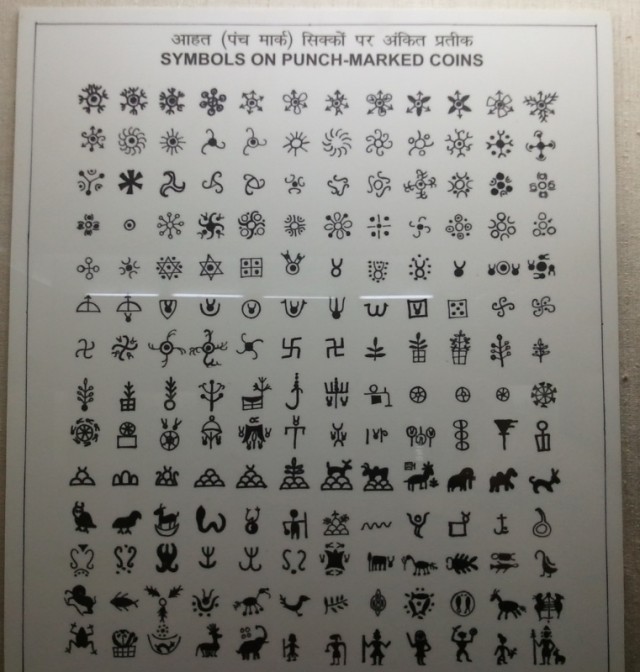 आहत (पंच मार्क) सिक्कों पर अंकित प्रतीक
SYMBOLS ON PUNCH-MARKED COINS